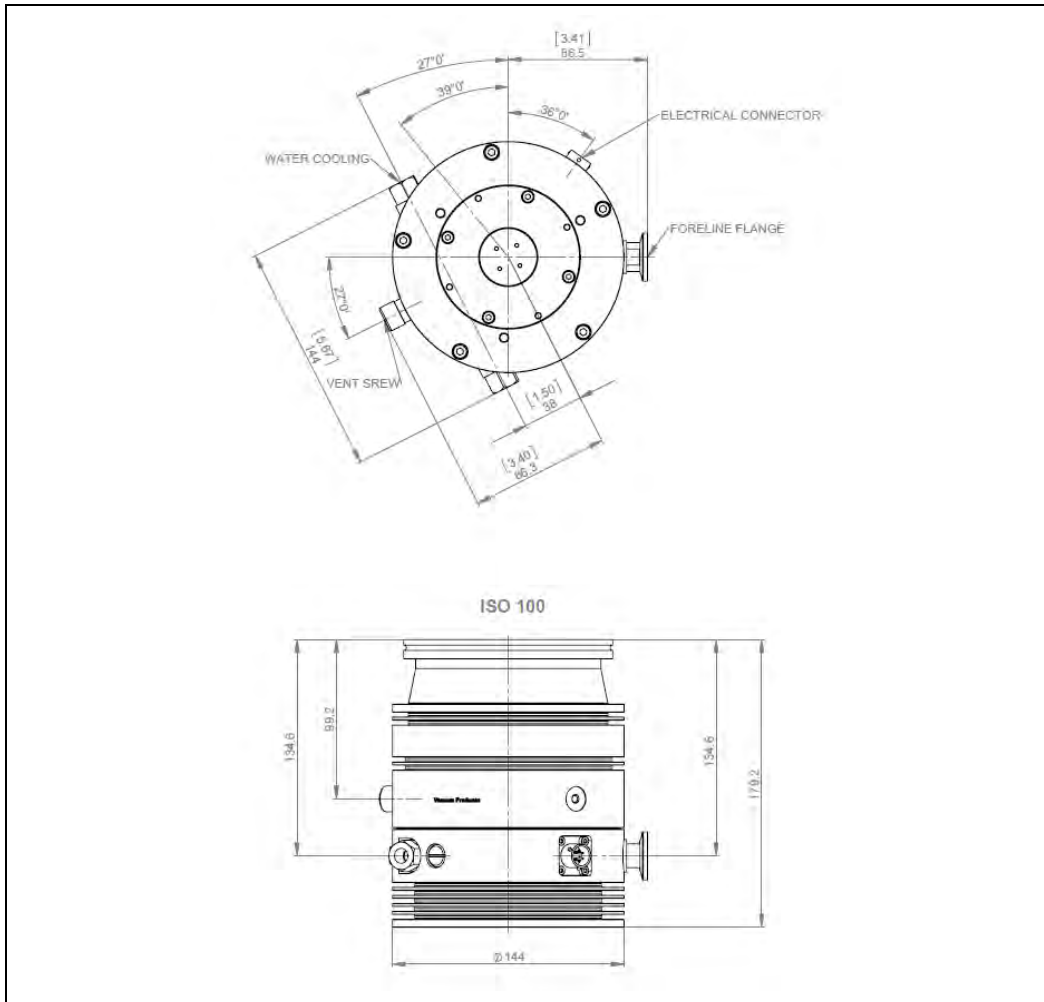 [3.41]
86.5
27°0'
39°0'
36°0'
ELECTRICAL CONNECTOR
WATER COOLING
FORELINE FLANGE
27°0'
[5.67]
144
VENT SREW
[1.50]
38
[3.40]
86.3
ISO 100
134.6
99.2
134.6
179.2
Vacuum Products
Ø144